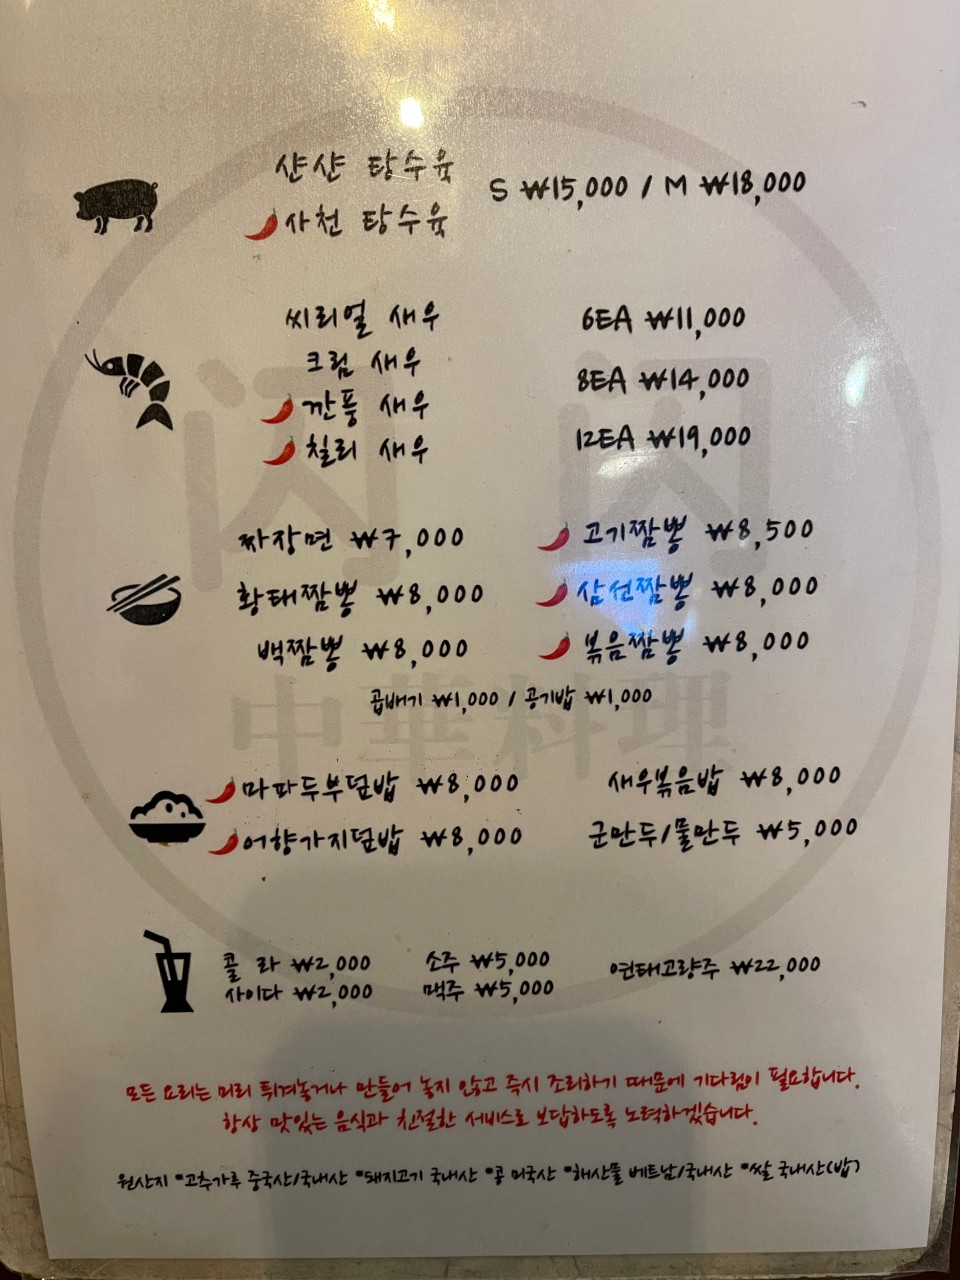 샨샨 탕수육
사천 탕수육
S ₩15,000 / M ₩18,000
씨리얼 새우
크림 새우
깐풍 새우
칠리 새우
6EA ₩11,000
8EA ₩14,000
12EA ₩19,000
짜장면 ₩7,000 고기짬뽕 ₩8,500
황태짬뽕 ₩8,000 삼선짬뽕 ₩8,000
백짬뽕 ₩8,000 볶음짬뽕 ₩8,000
곱배기 ₩1,000 / 공기밥 ₩1,000
마파두부덮밥 ₩8,000 새우볶음밥 ₩8,000
어향가지덮밥 ₩8,000 군만두/물만두 ₩5,000
콜 라 ₩2,000 소주 ₩5,000 연태고량주 ₩22,000
사이다 ₩2,000 맥주 ₩5,000
모든 요리는 미리 튀겨놓거나 만들어 놓지 않고 즉시 조리하기 때문에 기다림이 필요합니다.
항상 맛있는 음식과 친절한 서비스로 보답하도록 노력하겠습니다.
원산지 *고추가루 중국산/국내산 *돼지고기 국내산 *콩 미국산 *해산물 베트남/국내산 *쌀 국내산(밥)
闪闪
中華料理